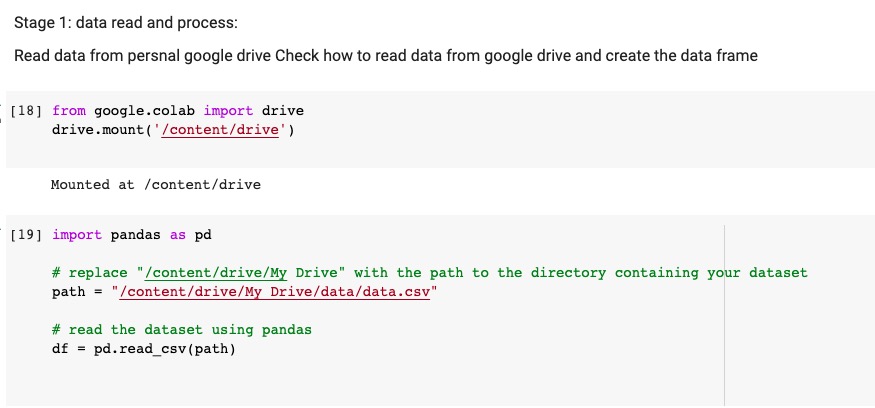 Stage 1: data read and process:
Read data from persnal google drive Check how to read data from google drive and create the data frame
[18] from google.colab import drive
drive.mount('/content/drive')
Mounted at /content/drive
[19] import pandas as pd
# replace "/content/drive/My Drive" with the path to the directory containing your dataset
path = "/content/drive/My Drive/data/data.csv"
# read the dataset using pandas
df = pd.read_csv(path)